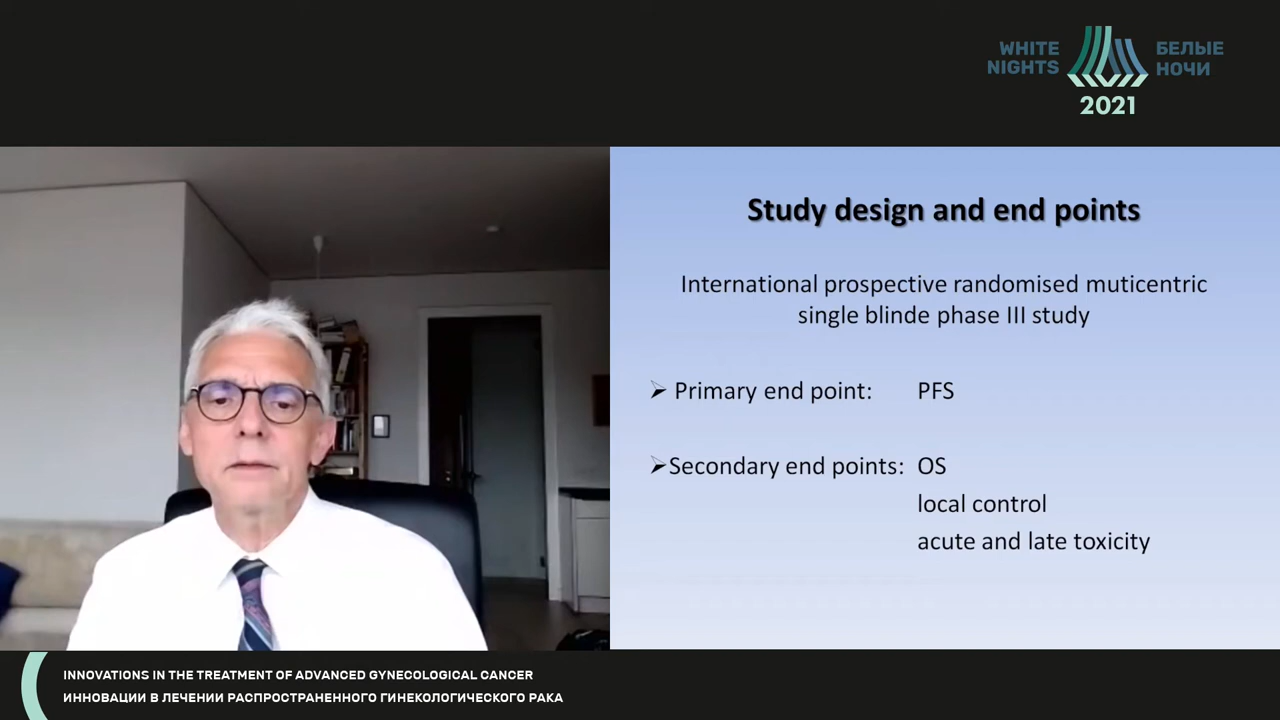 WHITE
NIGHTS
БЕЛЫЕ
НОЧИ
2021
Study design and end points
International prospective randomised muticentric
single blinde phase III study
➢ Primary end point: PFS
➢Secondary end points: OS
local control
acute and late toxicity
INNOVATIONS IN THE TREATMENT OF ADVANCED GYNECOLOGICAL CANCER
ИННОВАЦИИ В ЛЕЧЕНИИ РАСПРОСТРАНЕННОГО ГИНЕКОЛОГИЧЕСКОГО РАКА